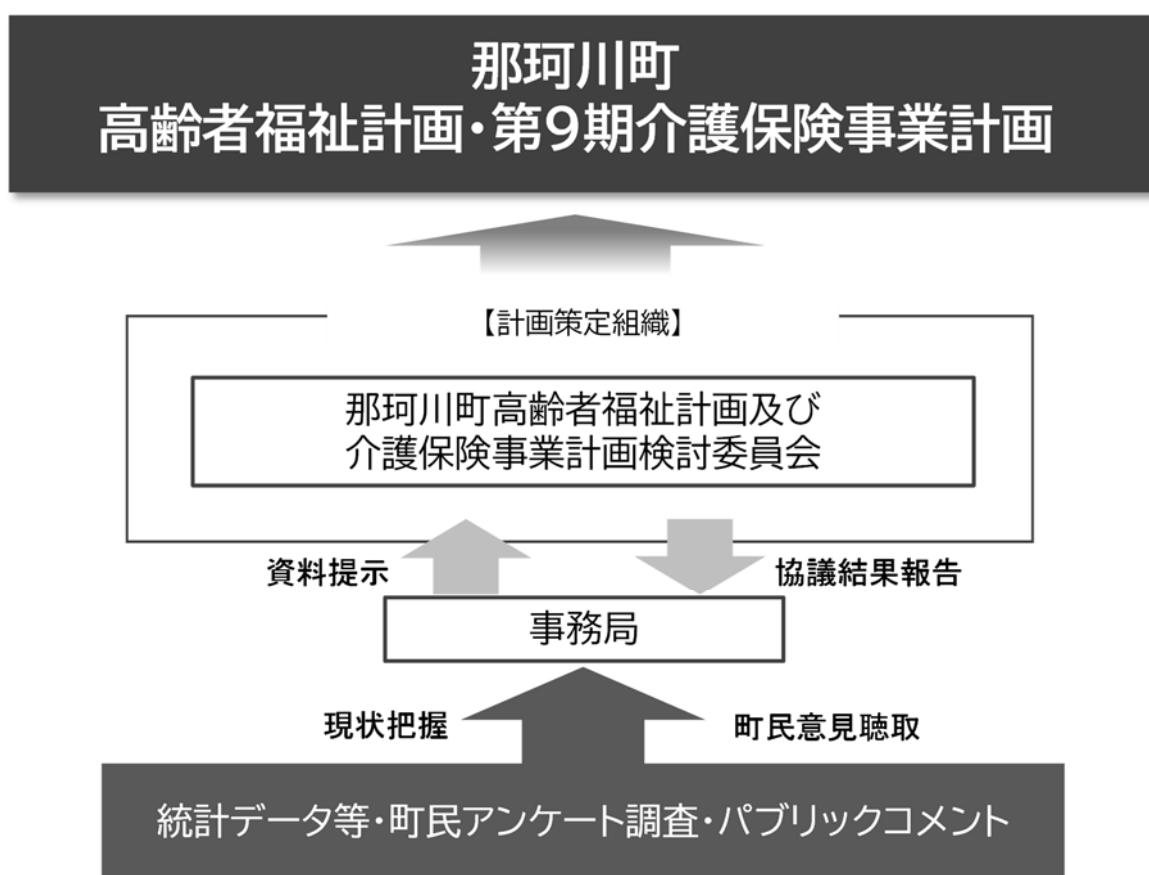 那珂川町
高齢者福祉計画・第9期介護保険事業計画
【計画策定組織】
那珂川町高齢者福祉計画及び
介護保険事業計画検討委員会
資料提示
協議結果報告
事務局
現状把握
町民意見聴取
統計データ等・町民アンケート調査・パブリックコメント